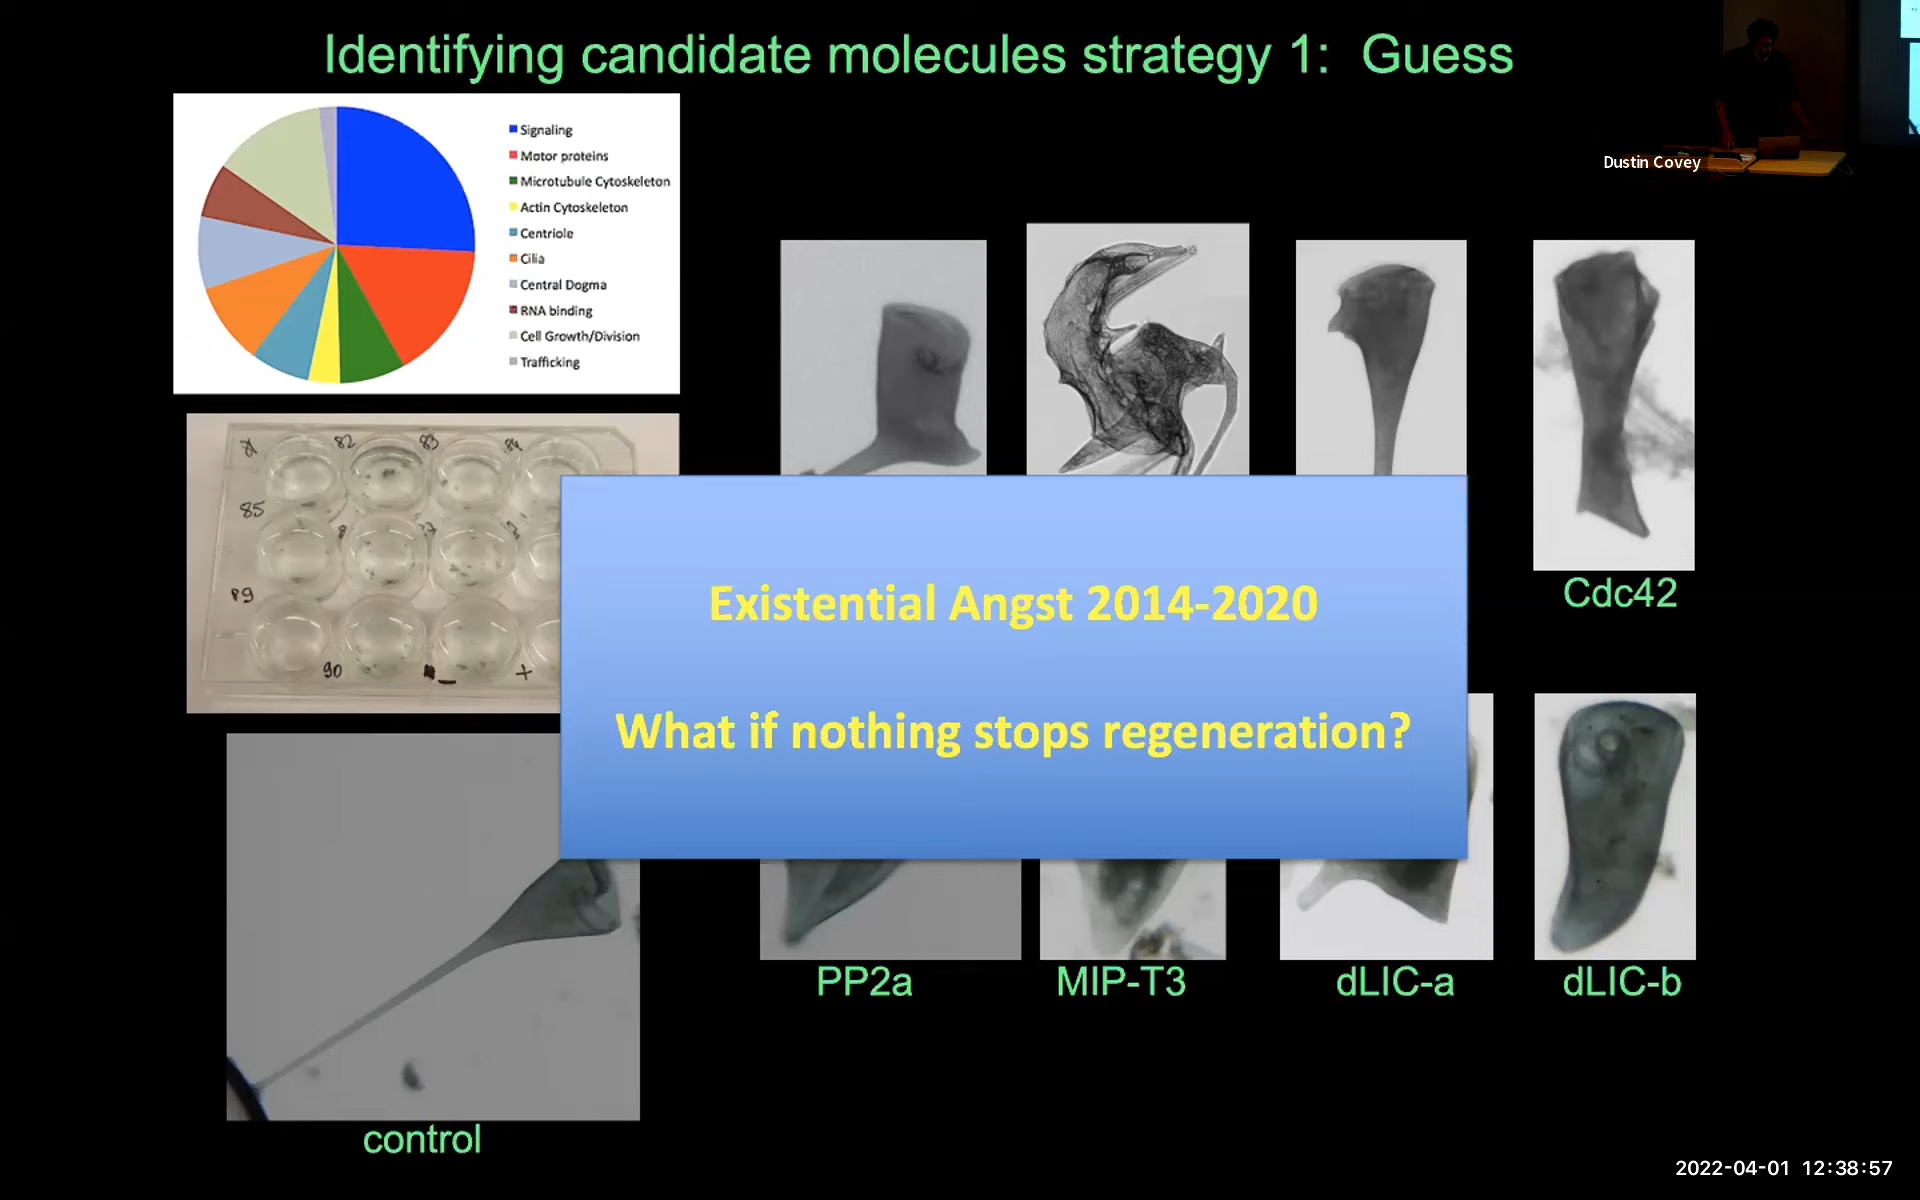 Identifying candidate molecules strategy 1: Guess
Signaling
Motor proteins
Microtubule Cytoskeleton
Actin Cytoskeleton
Centriole
Cilia
Central Dogma
RNA binding
Cell Growth/Division
Trafficking
Dustin Covey
82 83
85
89
90
Existential Angst 2014-2020
What if nothing stops regeneration?
Cdc42
PP2a MIP-T3 dLIC-a dLIC-b
control
2022-04-01 12:38:57